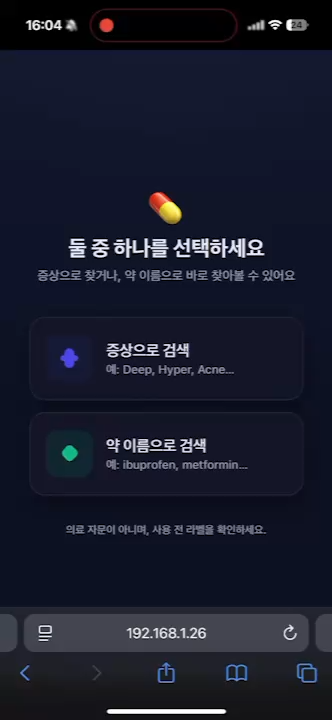 16:04
24
둘 중 하나를 선택하세요
증상으로 찾거나, 약 이름으로 바로 찾아볼 수 있어요
증상으로 검색
예: Deep, Hyper, Acne...
약 이름으로 검색
예: ibuprofen, metformin...
의료 자문이 아니며, 사용 전 라벨을 확인하세요.
192.168.1.26